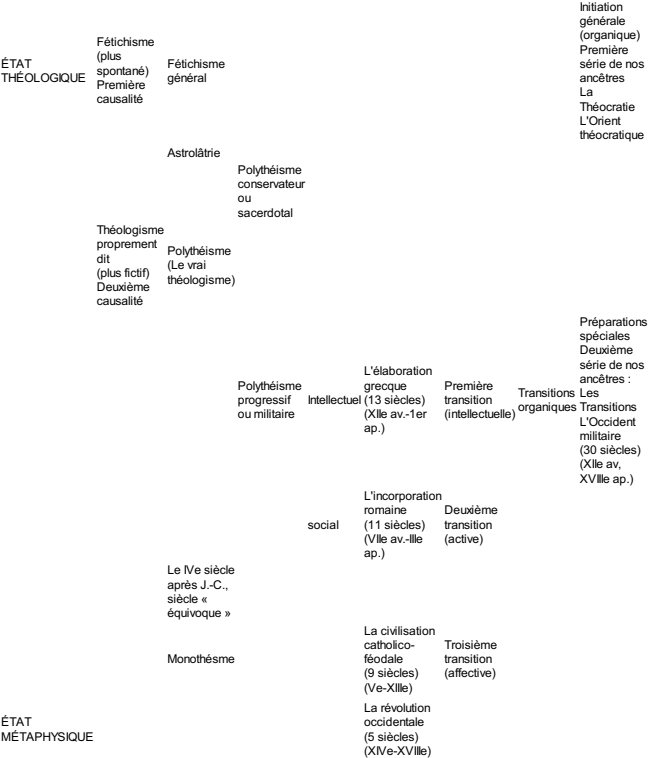 ÉTAT
THÉOLOGIQUE
Fétichisme
(plus
spontané)
Première
causalité
Fétichisme
général
Initiation
générale
(organique)
Première
série de nos
ancêtres
La
Théocratie
L'Orient
théocratique
Astrolâtrie
Polythéisme
conservateur
ou
sacerdotal
Théologisme
proprement
dit
(plus fictif)
Deuxième
causalité
Polythéisme
(Le vrai
théologisme)
Polythéisme
progressif
ou militaire
Intellectuel
L'élaboration
grecque
(13 siècles)
(XIIe av.-1er
ap.)
Première
transition
(intellectuelle)
Transitions
organiques
Préparations
spéciales
Deuxième
série de nos
ancêtres :
Les
Transitions
L'Occident
militaire
(30 siècles)
(XIIe av,
XVIIIe ap.)
social
L'incorporation
romaine
(11 siècles)
(VIIe av.-IIIe
ap.)
Deuxième
transition
(active)
Le IVe siècle
après J.-C.,
siècle «
équivoque »
Monothésme
La civilisation
catholico-
féodale
(9 siècles)
(Ve-XIIIe)
Troisième
transition
(affective)
ÉTAT
MÉTAPHYSIQUE
La révolution
occidentale
(5 siècles)
(XIVe-XVIIIe)